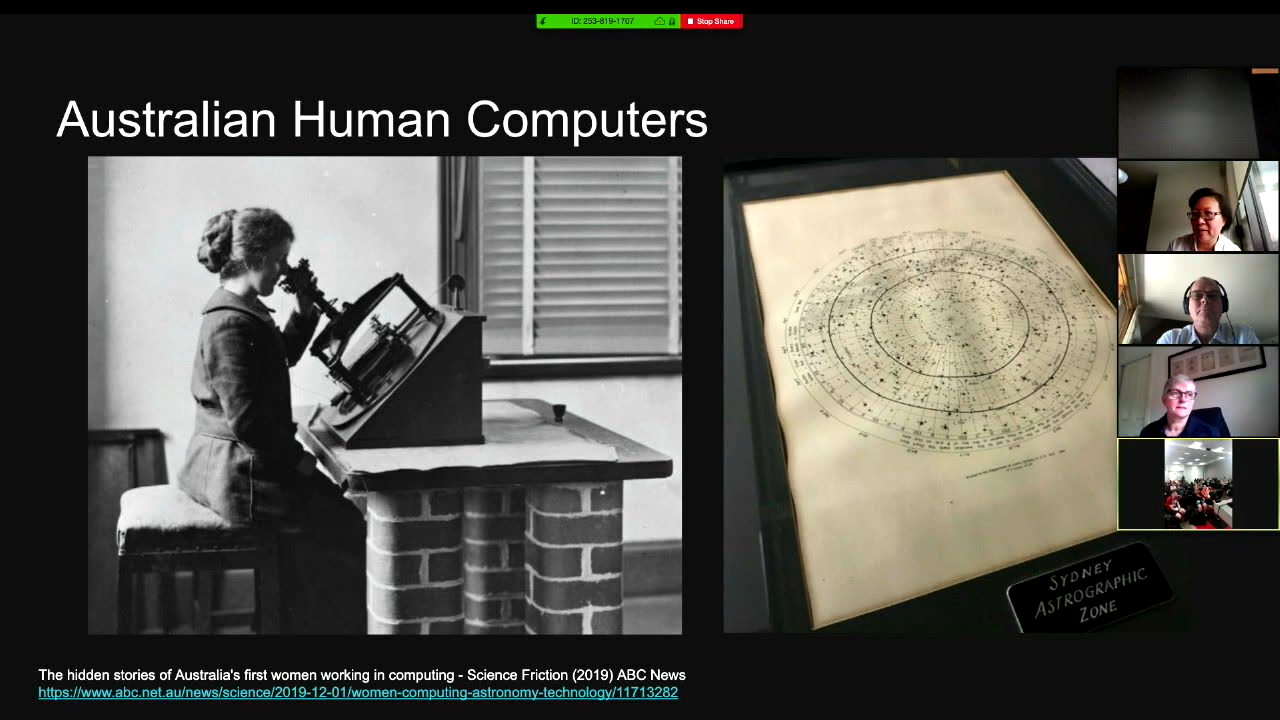 ID: 253-819-1707
Stop Share
Australian Human Computers
SYDNEY
ASTROGRAPHIC
ZONE
The hidden stories of Australia's first women working in computing - Science Friction (2019) ABC News
https://www.abc.net.au/news/science/2019-12-01/women-computing-astronomy-technology/11713282